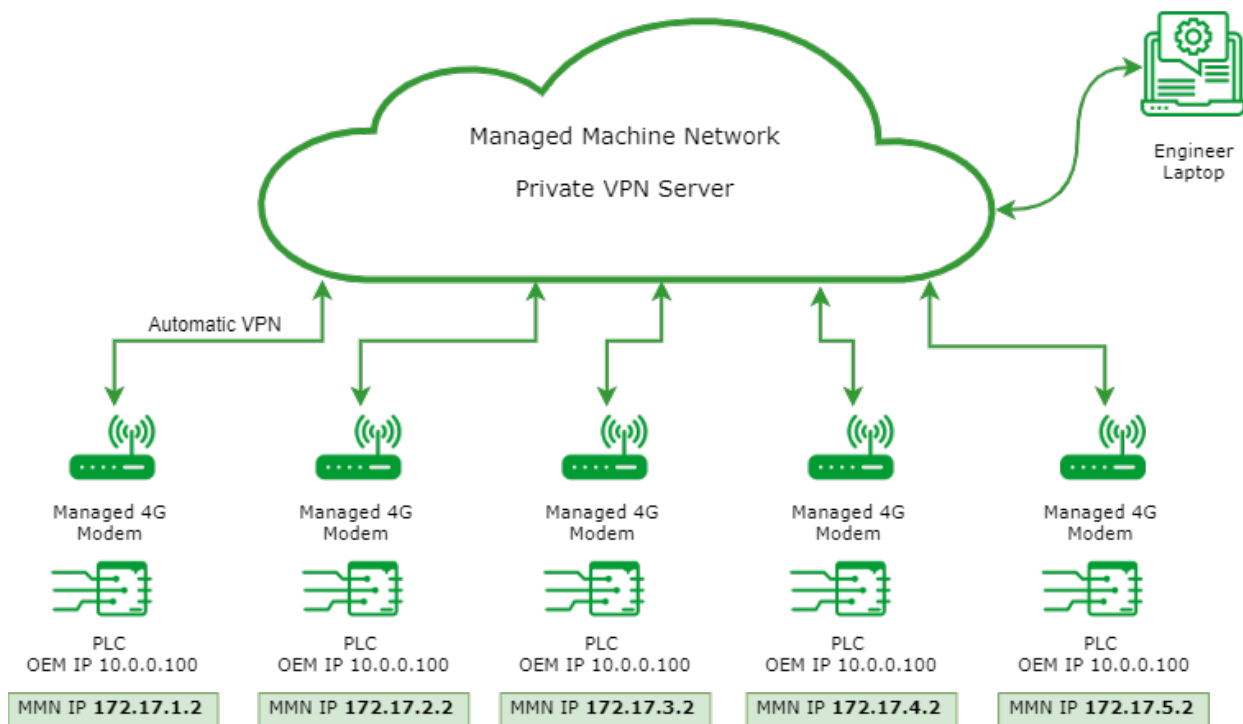 Managed Machine Network
Private VPN Server
Engineer
Laptop
Automatic VPN
Managed 4G
Modem
Managed 4G
Modem
Managed 4G
Modem
Managed 4G
Modem
Managed 4G
Modem
PLC
OEM IP 10.0.0.100
PLC
OEM IP 10.0.0.100
PLC
OEM IP 10.0.0.100
PLC
OEM IP 10.0.0.100
PLC
OEM IP 10.0.0.100
MMN IP 172.17.1.2
MMN IP 172.17.2.2
MMN IP 172.17.3.2
MMN IP 172.17.4.2
MMN IP 172.17.5.2